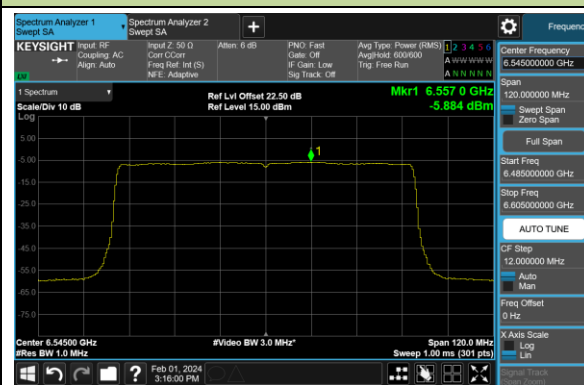 Spectrum Analyzer 1
Swept SA
Spectrum Analyzer 2
Swept SA
+
Frequenc
KEYSIGHT
Input: RF
Coupling: AC
Align: Auto
Input Z: 50 Ω
Corr CCorr
Freq Ref: Int (S)
NFE: Adaptive
Atten: 6 dB
PNO: Fast
Gate: Off
IF Gain: Low
Sig Track: Off
Avg Type: Power (RMS)
Avg|Hold: 600/600
Trig: Free Run
1 2 3 4 5 6
A W W W W W
A N N N N N
LXI
1 Spectrum
Scale/Div 10 dB
Log
Ref Lvl Offset 22.50 dB
Ref Level 15.00 dBm
Mkr1 6.557 0 GHz
-5.884 dBm
1
5.00
-5.00
-15.0
-25.0
-35.0
-45.0
-55.0
-65.0
-75.0
Center 6.54500 GHz
#Res BW 1.0 MHz
#Video BW 3.0 MHz*
Span 120.0 MHz
Sweep 1.00 ms (301 pts)
Center Frequency
6.545000000 GHz
Span
120.000000 MHz
Swept Span
Zero Span
Full Span
Start Freq
6.485000000 GHz
Stop Freq
6.605000000 GHz
AUTO TUNE
CF Step
12.000000 MHz
Auto
Man
Freq Offset
0 Hz
X Axis Scale
Log
Lin
Signal Track
(Span Zoom)
?
Feb 01, 2024
3:16:00 PM